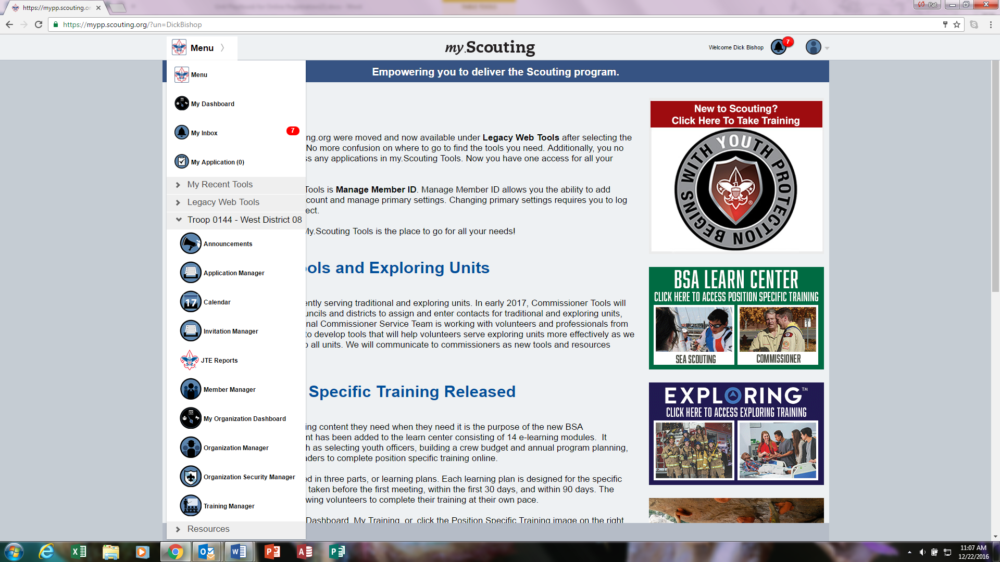 https://mypp.scouting.or
Pat
https://mypp.scouting.org/?un=DickBishop
Menu
my.Scouting
Welcome Dick Bishop
7
Empowering you to deliver the Scouting program.
Menu
My Dashboard
My Inbox
7
My Application (0)
My Recent Tools
Legacy Web Tools
Troop 0144 - West District 08
Announcements
Application Manager
17
Calendar
Invitation Manager
JTE Reports
Member Manager
17
My Organization Dashboard
Organization Manager
Organization Security Manager
Training Manager
Resources
ng.org were moved and now available under Legacy Web Tools after selecting the
No more confusion on where to go to find the tools you need. Additionally, you no
ss any applications in my.Scouting Tools. Now you have one access for all your
Tools is Manage Member ID. Manage Member ID allows you the ability to add
count and manage primary settings. Changing primary settings requires you to log
ect.
My.Scouting Tools is the place to go for all your needs!
ools and Exploring Units
ently serving traditional and exploring units. In early 2017, Commissioner Tools will
uncils and districts to assign and enter contacts for traditional and exploring units,
nal Commissioner Service Team is working with volunteers and professionals from
to develop tools that will help volunteers serve exploring units more effectively as we
o all units. We will communicate to commissioners as new tools and resources
Specific Training Released
ing content they need when they need it is the purpose of the new BSA
nt has been added to the learn center consisting of 14 e-learning modules. It
h as selecting youth officers, building a crew budget and annual program planning,
aders to complete position specific training online.
ed in three parts, or learning plans. Each learning plan is designed for the specific
taken before the first meeting, within the first 30 days, and within 90 days. The
wing volunteers to complete their training at their own pace.
Dashboard, My Training, or, click the Position Specific Training image on the right
New to Scouting?
Click Here To Take Training
YOUTH PROTECTION
BEGINS WITH
BSA LEARN CENTER
CLICK HERE TO ACCESS POSITION SPECIFIC TRAINING
SEA SCOUTING
COMMISSIONER
EXPLORING™
CLICK HERE TO ACCESS EXPLORING TRAINING
11:07 AM
12/22/2016